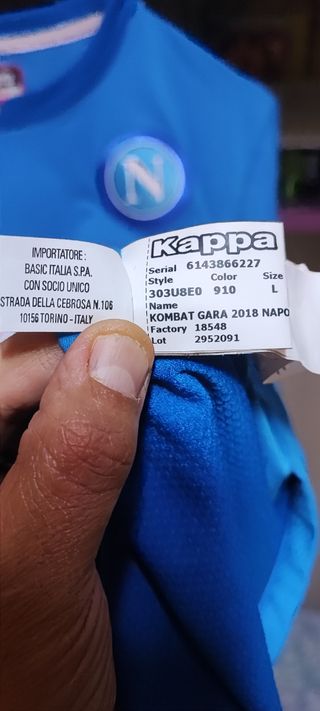 N
IMPORTATORE:
BASIC ITALIA S.P.A.
CON SOCIO UNICO
STRADA DELLA CEBROSA N.106
10156 TORINO - ITALY
Kappa
Serial 6143866227
Style Color Size
303U8E0 910 L
Name
KOMBAT GARA 2018 NAPO
Factory 18548
Lot 2952091